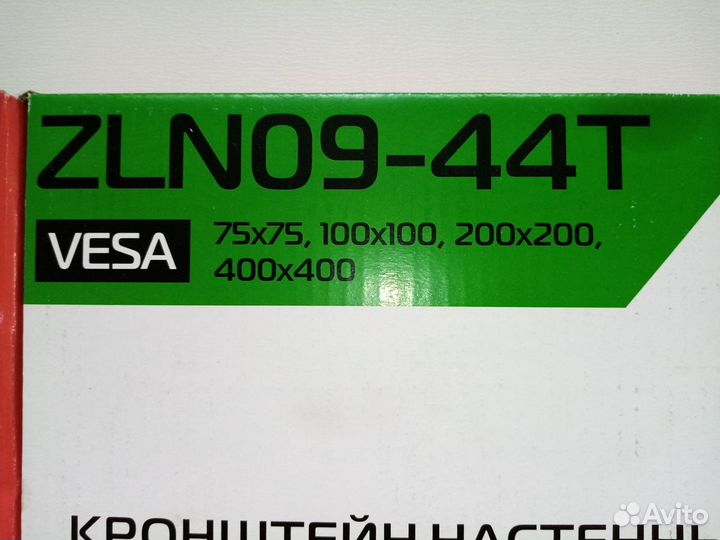 ZLN09-44T
VESA
75x75, 100x100, 200x200,
400x400
КРОНШТЕЙН
Avito